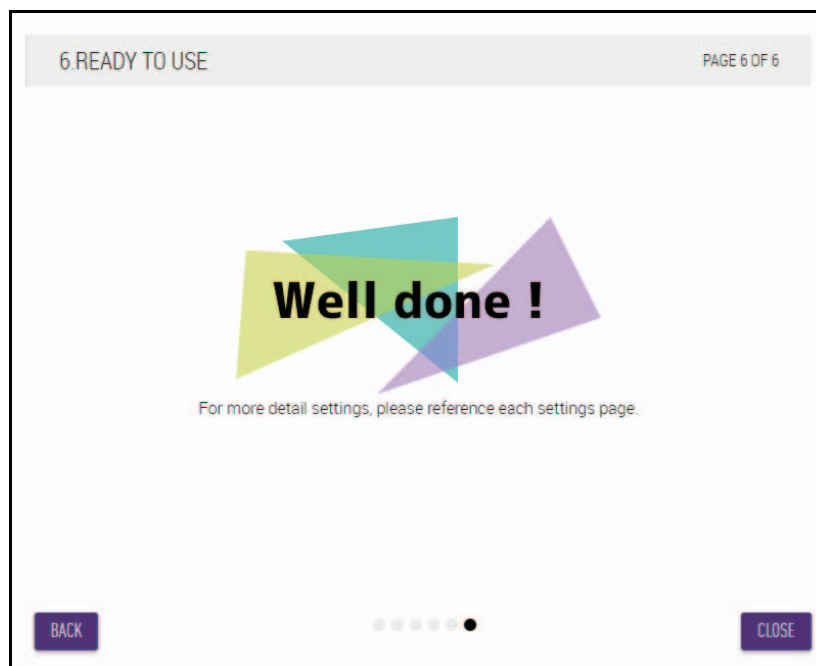 6.READY TO USE PAGE 6 OF 6
Well done !
For more detail settings, please reference each settings page.
BACK CLOSE